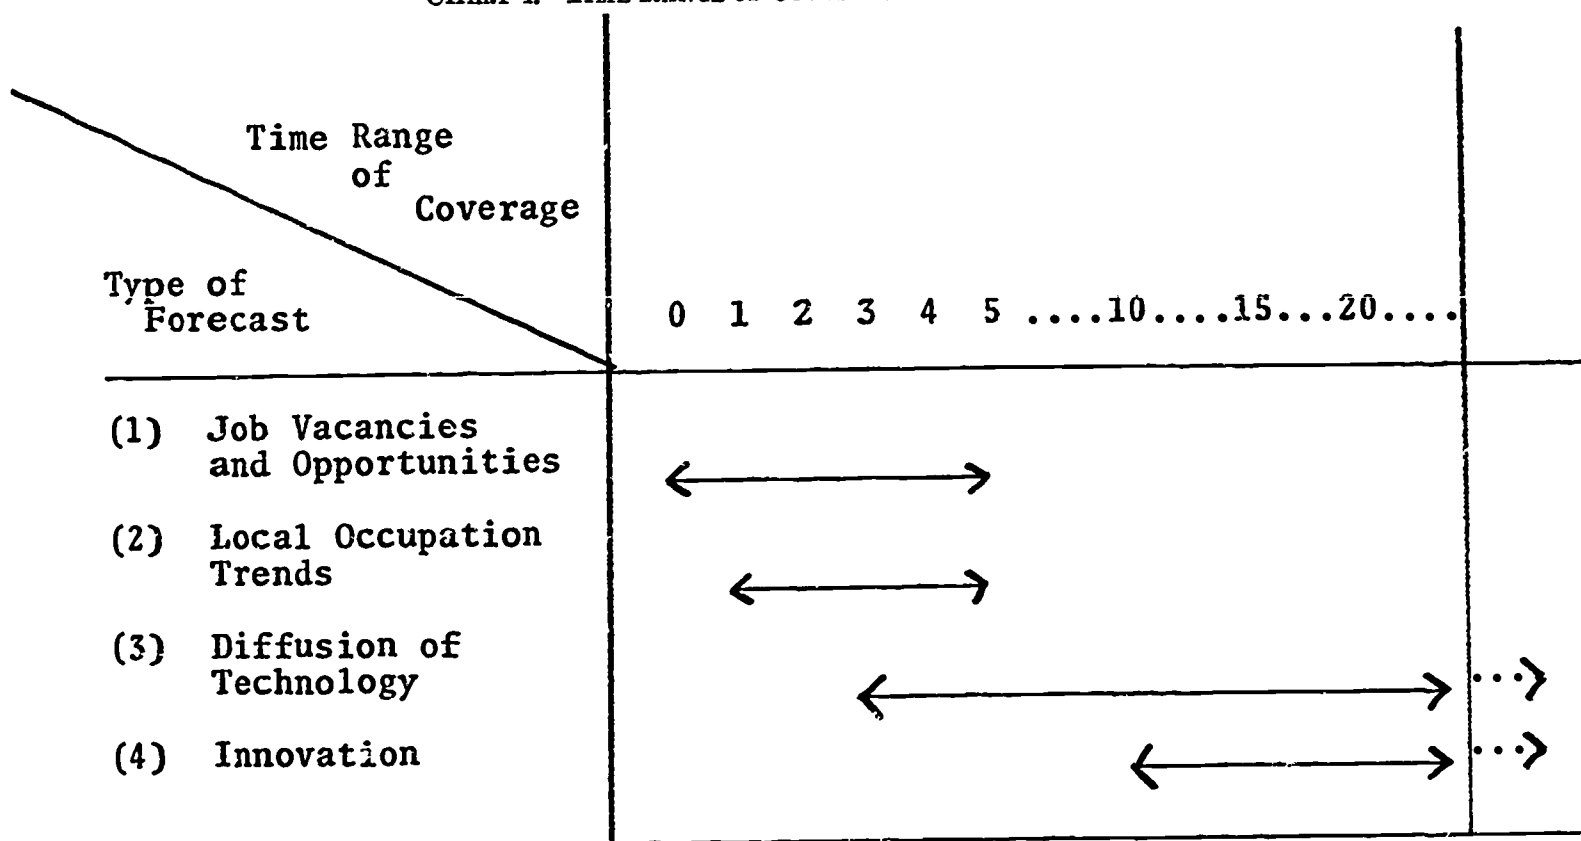 Time Range
of
Coverage
Type of
Forecast
0 1 2 3 4 5 ....10....15...20....
(1) Job Vacancies
and Opportunities
(2) Local Occupation
Trends
(3) Diffusion of
Technology
(4) Innovation